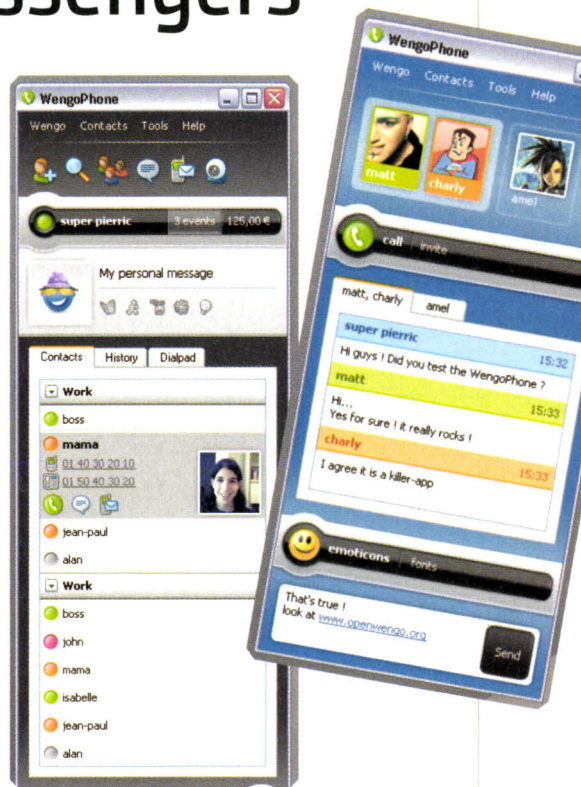 WengoPhone
Wengo Contacts Tools Help
super pierric 3 events 125,00 €
My personal message
Contacts History Dialpad
Work
boss
mama
01 40 30 20 10
01 50 40 30 20
jean-paul
alan
Work
boss
john
mama
isabelle
jean-paul
alan
WengoPhone
Wengo Contacts Tools Help
matt charly amel
call invite
matt, charly amel
super pierric 15:32
Hi guys ! Did you test the WengoPhone ?
matt 15:33
Hi...
Yes for sure ! it really rocks !
charly 15:33
I agree it is a killer-app
emoticons fonts
That's true !
look at www.openwengo.org
Send